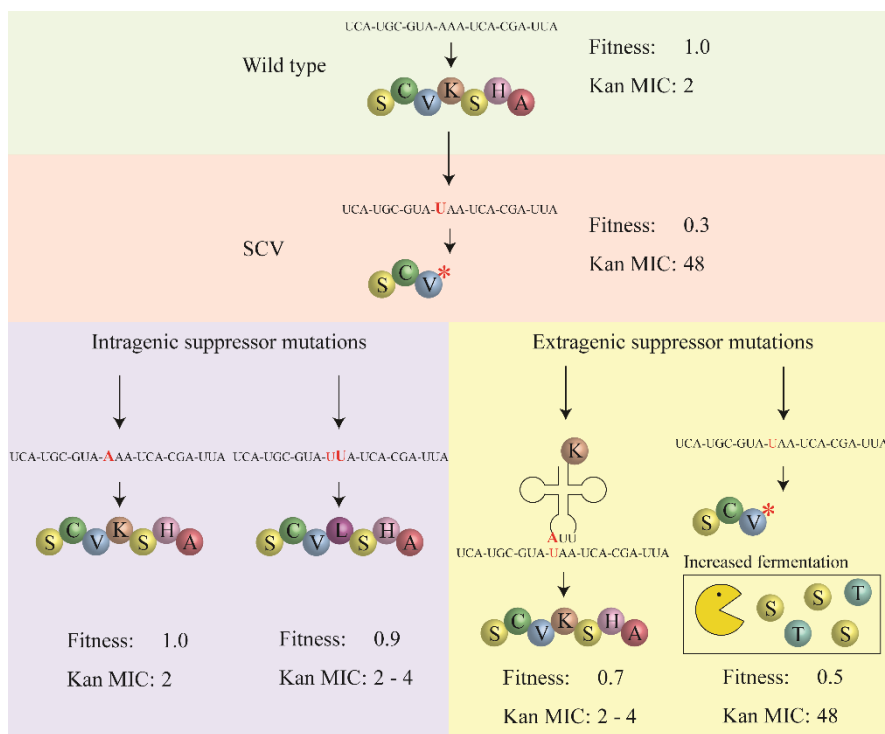 UCA-UGC-GUA-AAA-UCA-CGA-UUA
Wild type
Fitness: 1.0
Kan MIC: 2
S C V K S H A
UCA-UGC-GUA-UAA-UCA-CGA-UUA
SCV
Fitness: 0.3
Kan MIC: 48
S C V *
Intragenic suppressor mutations
UCA-UGC-GUA-AAA-UCA-CGA-UUA
UCA-UGC-GUA-UUA-UCA-CGA-UUA
S C V K S H A
S C V L S H A
Fitness: 1.0
Kan MIC: 2
Fitness: 0.9
Kan MIC: 2 - 4
Extragenic suppressor mutations
K
AUU
UCA-UGC-GUA-UAA-UCA-CGA-UUA
S C V K S H A
Fitness: 0.7
Kan MIC: 2 - 4
UCA-UGC-GUA-UAA-UCA-CGA-UUA
S C V *
Increased fermentation
S S T
T S
Fitness: 0.5
Kan MIC: 48